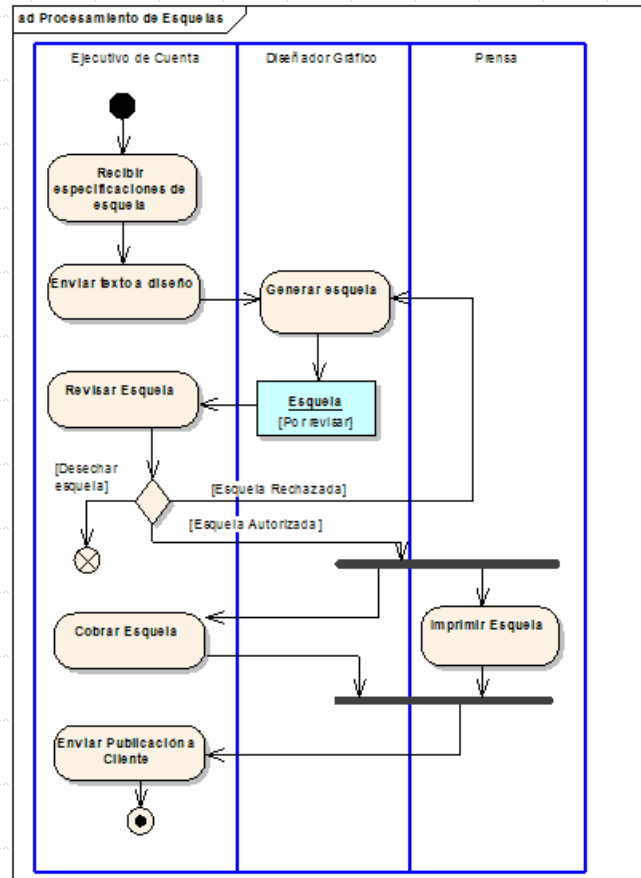 ad Procesamiento de Esquelas
Ejecutivo de Cuenta
Diseñador Gráfico
Prensa
Recibir
especificaciones de
esquela
Enviar texto a diseño
Generar esquela
Revisar Esquela
Esquela
[Por revisar]
[Desechar
esquela]
[Esquela Rechazada]
[Esquela Autorizada]
Cobrar Esquela
Imprimir Esquela
Enviar Publicación a
Cliente